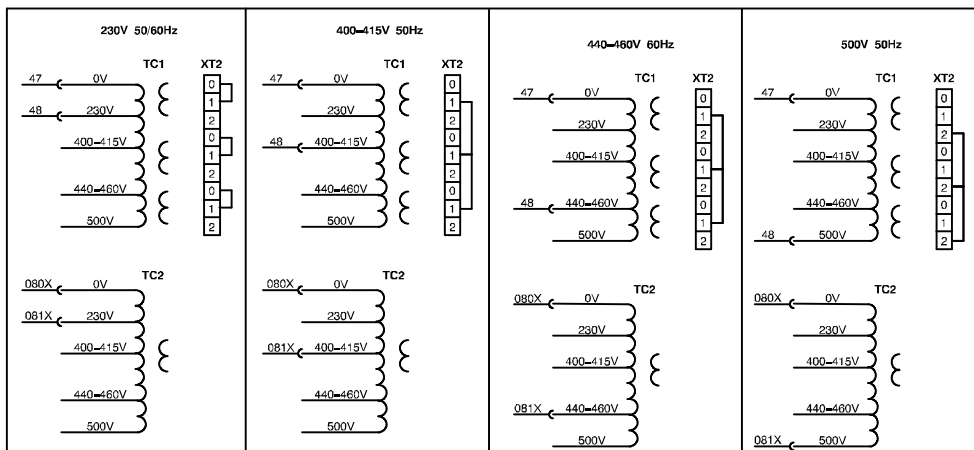 230V 50/60Hz
TC1 XT2
47 0V
48 230V
400–415V
440–460V
500V
0
1
2
0
1
2
0
1
2
TC2
080X 0V
081X 230V
400–415V
440–460V
500V
400–415V 50Hz
TC1 XT2
47 0V
230V
48 400–415V
440–460V
500V
0
1
2
0
1
2
0
1
2
TC2
080X 0V
230V
081X 400–415V
440–460V
500V
440–460V 60Hz
TC1 XT2
47 0V
230V
400–415V
48 440–460V
500V
0
1
2
0
1
2
0
1
2
TC2
080X 0V
230V
400–415V
081X 440–460V
500V
500V 50Hz
TC1 XT2
47 0V
230V
400–415V
440–460V
48 500V
0
1
2
0
1
2
0
1
2
TC2
080X 0V
230V
400–415V
440–460V
081X 500V